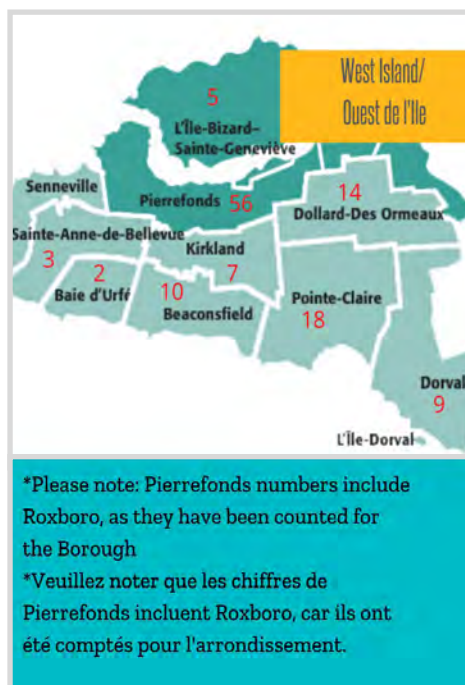 West Island/
Ouest de l'Ile
5
L'Île-Bizard–
Sainte-Geneviève
Senneville
Pierrefonds 56
14
Dollard-Des Ormeaux
Sainte-Anne-de-Bellevue
Kirkland
3
2
7
Baie d'Urfé
10
Beaconsfield
Pointe-Claire
18
Dorval
9
L'Île-Dorval
*Please note: Pierrefonds numbers include
Roxboro, as they have been counted for
the Borough
*Veuillez noter que les chiffres de
Pierrefonds incluent Roxboro, car ils ont
été comptés pour l'arrondissement.